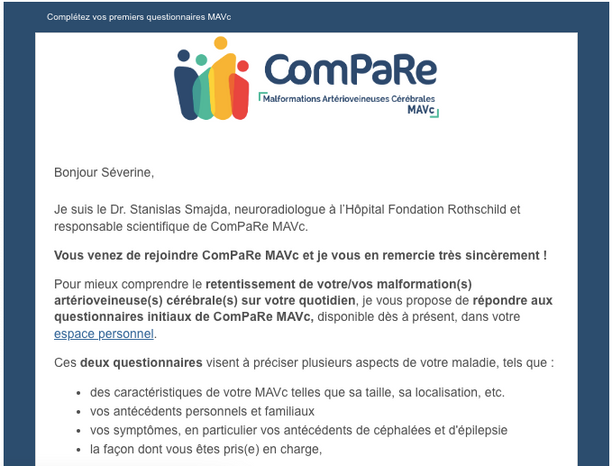 Complétez vos premiers questionnaires MAVc
ComPaRe
Malformations Artérioveineuses Cérébrales
MAVc
Bonjour Séverine,
Je suis le Dr. Stanislas Smajda, neuroradiologue à l'Hôpital Fondation Rothschild et
responsable scientifique de ComPaRe MAVc.
Vous venez de rejoindre ComPaRe MAVc et je vous en remercie très sincèrement !
Pour mieux comprendre le retentissement de votre/vos malformation(s)
artérioveineuse(s) cérébrale(s) sur votre quotidien, je vous propose de répondre aux
questionnaires initiaux de ComPaRe MAVc, disponible dès à présent, dans votre
espace personnel.
Ces deux questionnaires visent à préciser plusieurs aspects de votre maladie, tels que :
• des caractéristiques de votre MAVc telles que sa taille, sa localisation, etc.
• vos antécédents personnels et familiaux
• vos symptômes, en particulier vos antécédents de céphalées et d'épilepsie
• la façon dont vous êtes pris(e) en charge,